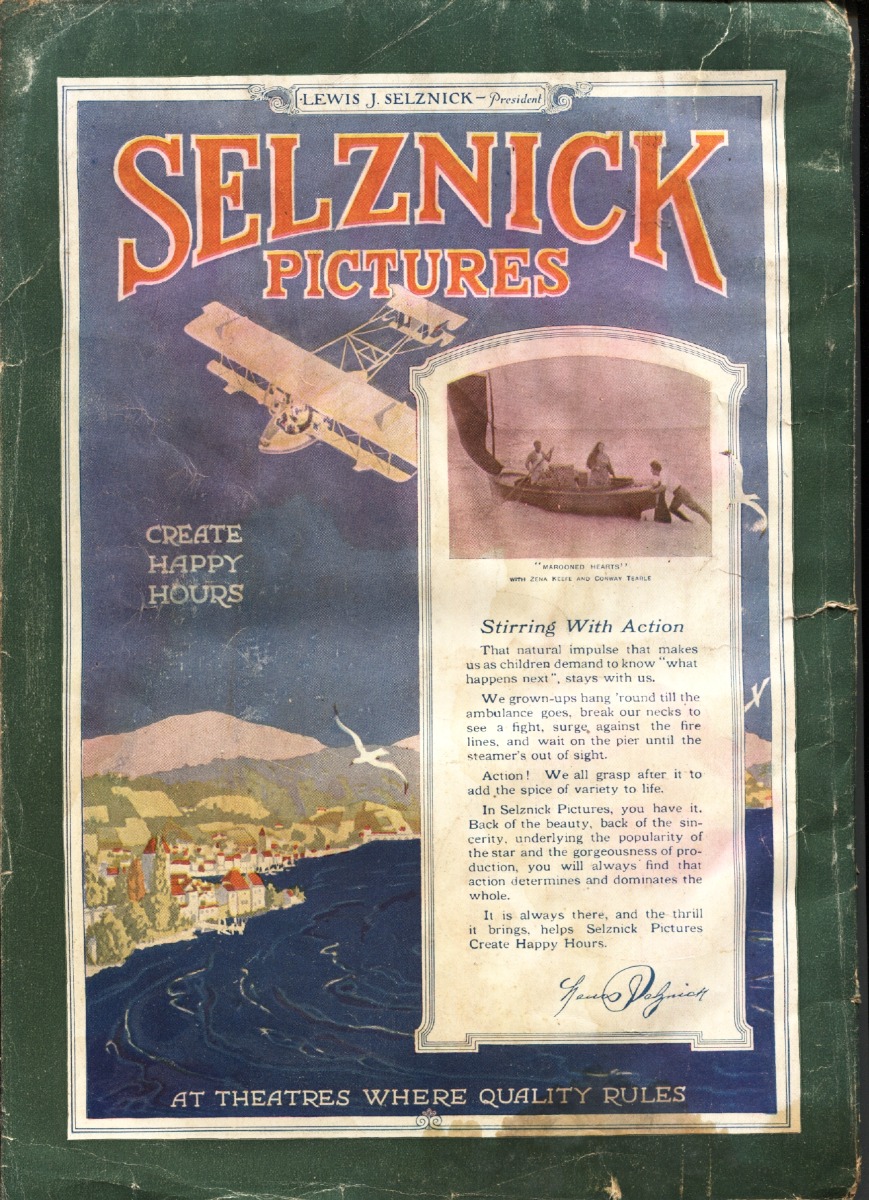 LEWIS J. SELZNICK — President
SELZNICK
PICTURES
CREATE
HAPPY
HOURS
"MAROONED HEARTS"
WITH ZENA KEEFE AND CONWAY TEARLE
Stirring With Action
That natural impulse that makes
us as children demand to know "what
happens next", stays with us.
We grown-ups hang 'round till the
ambulance goes, break our necks to
see a fight, surge against the fire
lines, and wait on the pier until the
steamer's out of sight.
Action! We all grasp after it to
add the spice of variety to life.
In Selznick Pictures, you have it.
Back of the beauty, back of the sin-
cerity, underlying the popularity of
the star and the gorgeousness of pro-
duction, you will always find that
action determines and dominates the
whole.
It is always there, and the thrill
it brings, helps Selznick Pictures
Create Happy Hours.
Lewis J Selznick
AT THEATRES WHERE QUALITY RULES